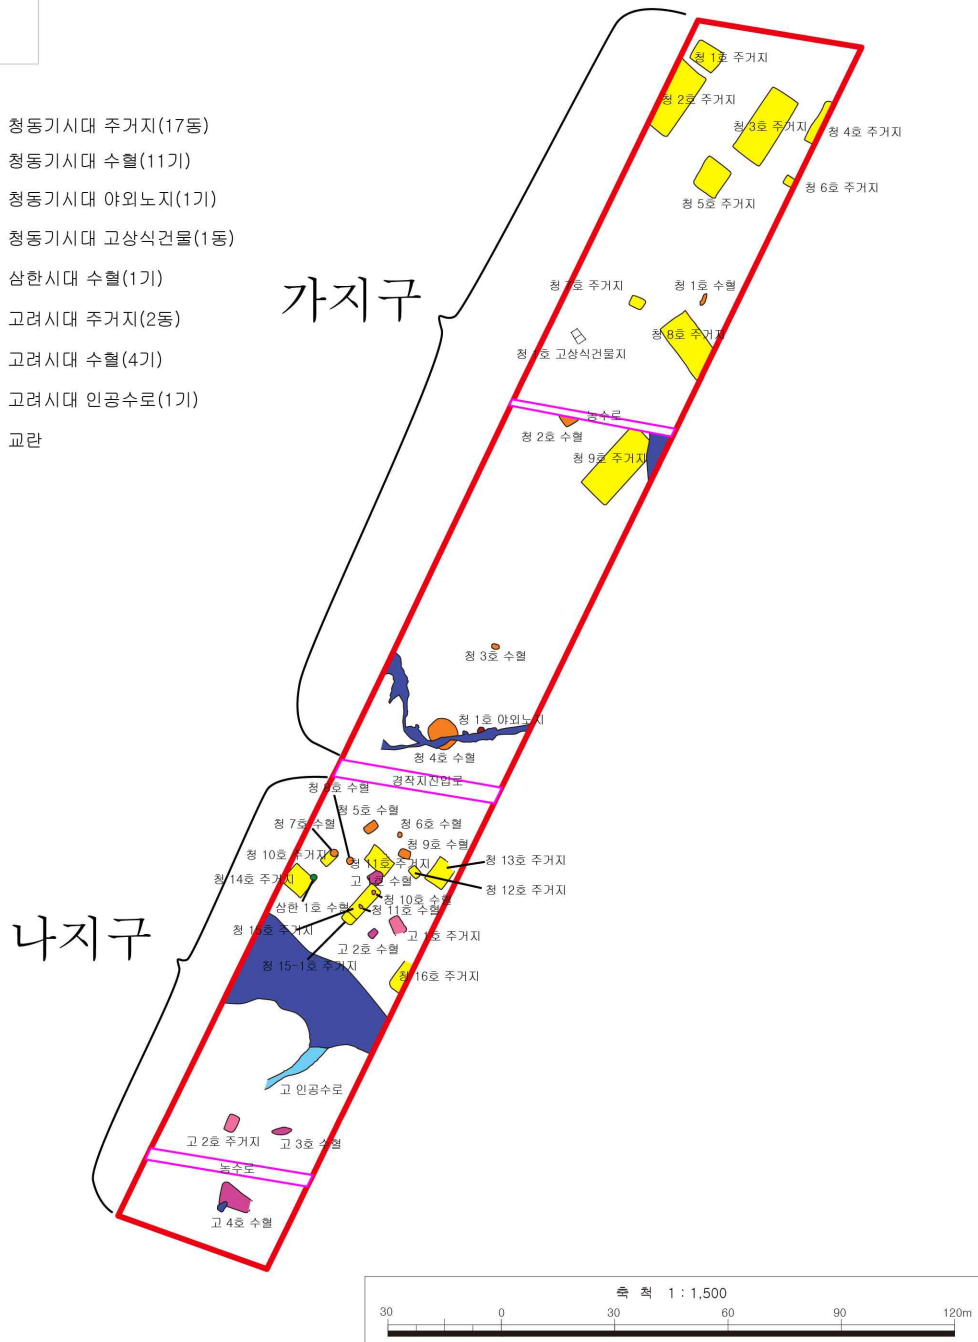 청동기시대 주거지(17동)
청동기시대 수혈(11기)
청동기시대 야외노지(1기)
청동기시대 고상식건물(1동)
삼한시대 수혈(1기)
고려시대 주거지(2동)
고려시대 수혈(4기)
고려시대 인공수로(1기)
교란
가지구
청 1호 주거지
청 2호 주거지
청 3호 주거지
청 4호 주거지
청 5호 주거지
청 6호 주거지
청 7호 주거지
청 1호 수혈
청 8호 주거지
청 1호 고상식건물지
농수로
청 2호 수혈
청 9호 주거지
청 3호 수혈
청 1호 야외노지
청 4호 수혈
경작지진입로
나지구
청 8호 수혈
청 5호 수혈
청 7호 수혈
청 6호 수혈
청 9호 수혈
청 10호 주거지
청 11호 주거지
청 13호 주거지
청 14호 주거지
고 1호 수혈
청 12호 주거지
삼한 1호 수혈
청 10호 수혈
청 11호 수혈
청 15호 주거지
고 1호 주거지
고 2호 수혈
청 15-1호 주거지
청 16호 주거지
고 인공수로
고 2호 주거지
고 3호 수혈
농수로
고 4호 수혈
축 척 1 : 1,500
30 0 30 60 90 120m